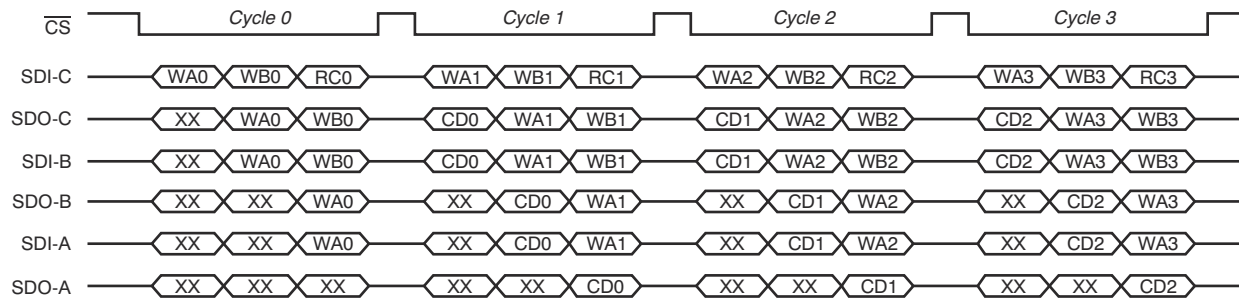 CS Cycle 0 Cycle 1 Cycle 2 Cycle 3
SDI-C WA0 WB0 RC0 WA1 WB1 RC1 WA2 WB2 RC2 WA3 WB3 RC3
SDO-C XX WA0 WB0 CD0 WA1 WB1 CD1 WA2 WB2 CD2 WA3 WB3
SDI-B XX WA0 WB0 CD0 WA1 WB1 CD1 WA2 WB2 CD2 WA3 WB3
SDO-B XX XX WA0 XX CD0 WA1 XX CD1 WA2 XX CD2 WA3
SDI-A XX XX WA0 XX CD0 WA1 XX CD1 WA2 XX CD2 WA3
SDO-A XX XX XX XX XX CD0 XX XX CD1 XX XX CD2